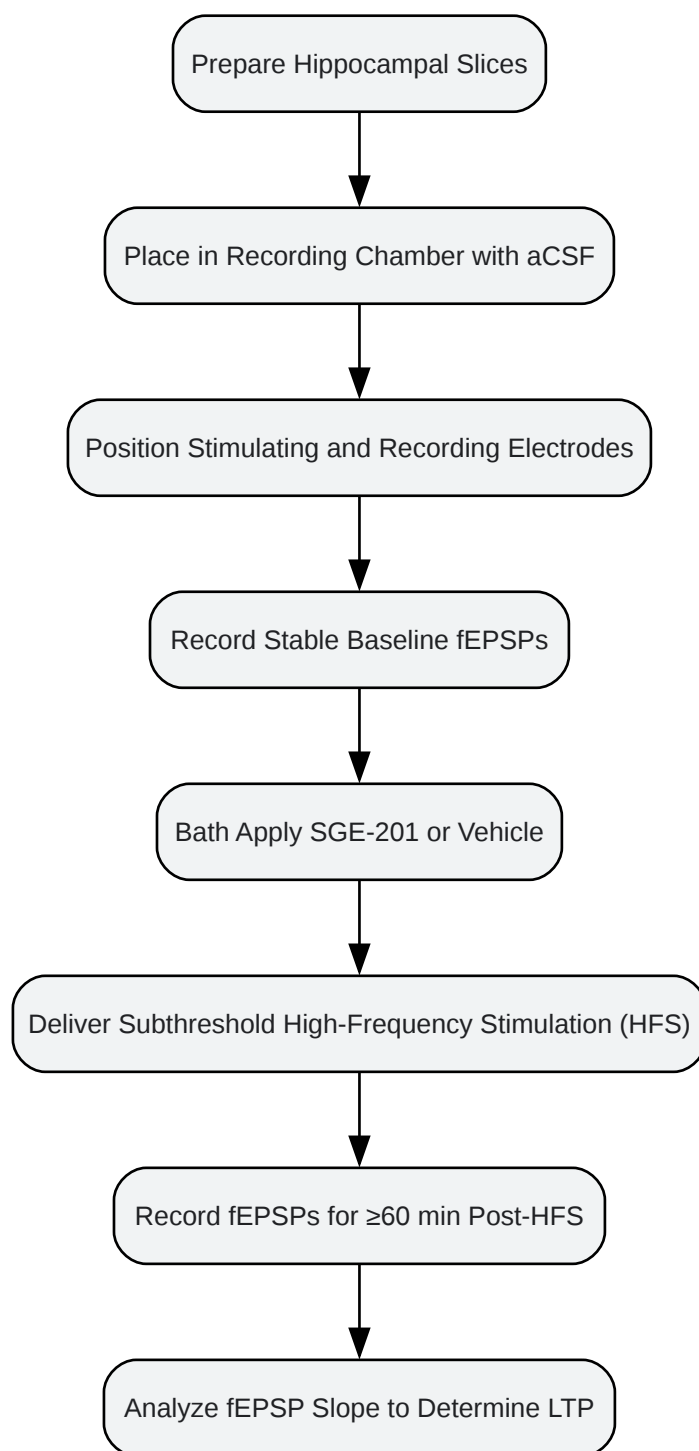 Prepare Hippocampal Slices
Place in Recording Chamber with aCSF
Position Stimulating and Recording Electrodes
Record Stable Baseline fEPSPs
Bath Apply SGE-201 or Vehicle
Deliver Subthreshold High-Frequency Stimulation (HFS)
Record fEPSPs for ≥60 min Post-HFS
Analyze fEPSP Slope to Determine LTP